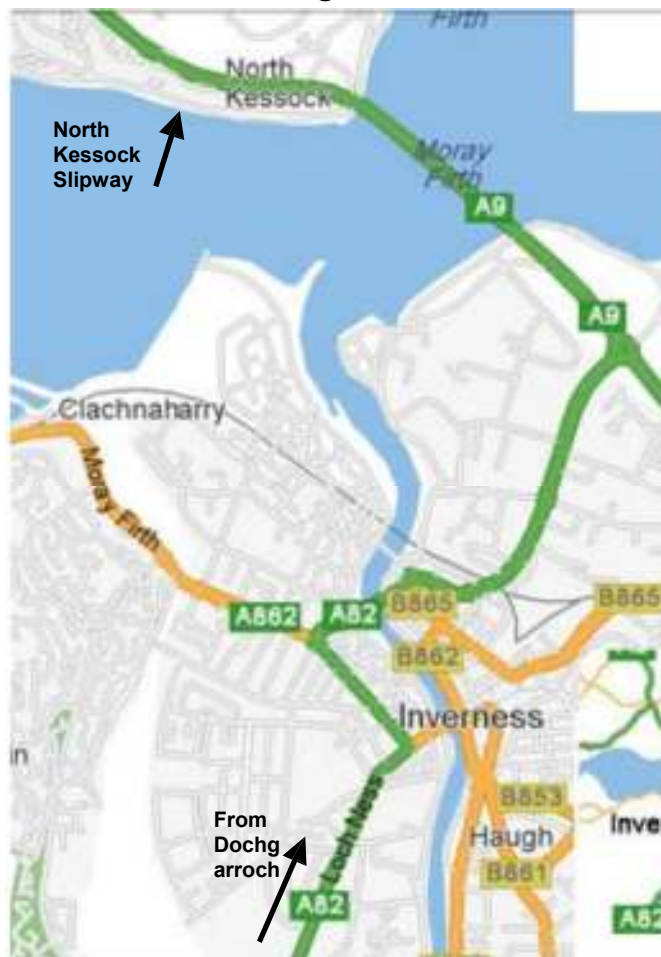 Firth
North
Kessock
North
Kessock
Slipway
Moray
Firth
A9
A9
Clachnaharry
Moray Firth
A862
A82
B865
B865
B862
Inverness
in
B853
Inve
From
Dochg
arroch
Loch Ness
Haugh
B861
A82
A82